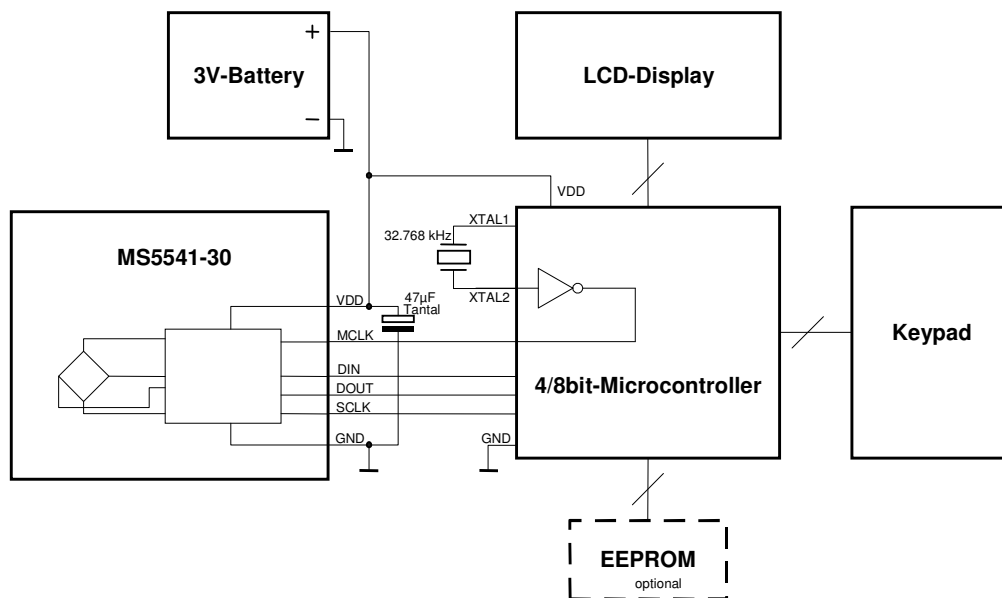 +
3V-Battery
−
LCD-Display
VDD
MS5541-30
XTAL1
32.768 kHz
XTAL2
VDD
47µF
Tantal
MCLK
DIN
DOUT
SCLK
GND
GND
4/8bit-Microcontroller
Keypad
EEPROM
optional